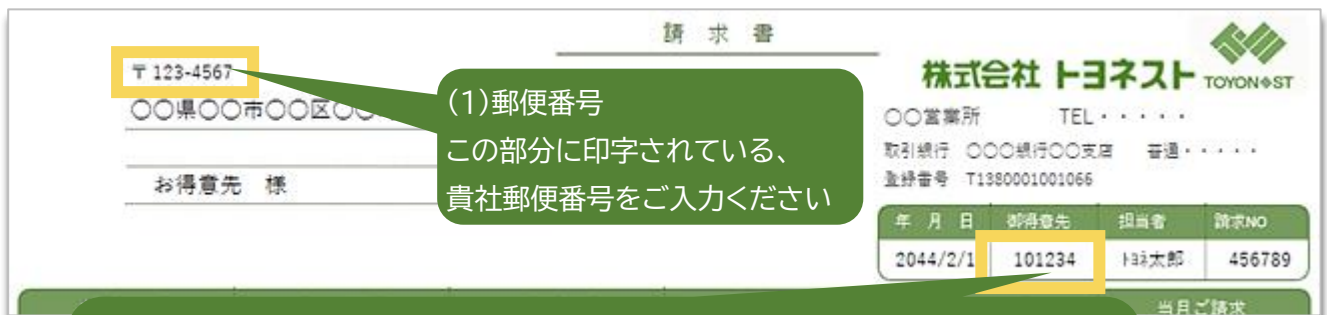 請求書
〒123-4567
〇〇県〇〇市〇〇区〇〇
お得意先 様
(1)郵便番号
この部分に印字されている、
貴社郵便番号をご入力ください
株式会社 トヨネスト
TOYONEST
〇〇営業所 TEL・・・・・
取引銀行 〇〇〇銀行〇〇支店 普通・・・・・
登録番号 T1380001001066
年 月 日 御得意先 担当者 請求NO
2044/2/1 101234 トヨネ太郎 456789
当月ご請求